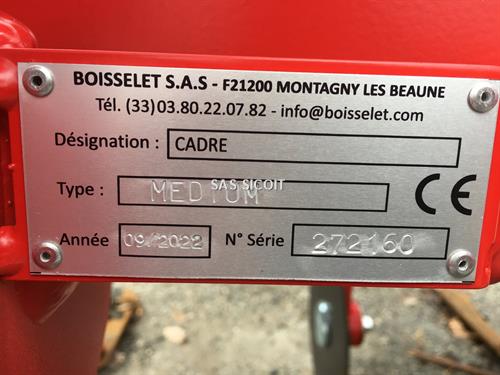 BOISSELET S.A.S - F21200 MONTAGNY LES BEAUNE
Tél. (33)03.80.22.07.82 - info@boisselet.com
Désignation : CADRE
Type : MEDIUM
SAS SICOIT
Année 09/2022 N° Série 272160
CE